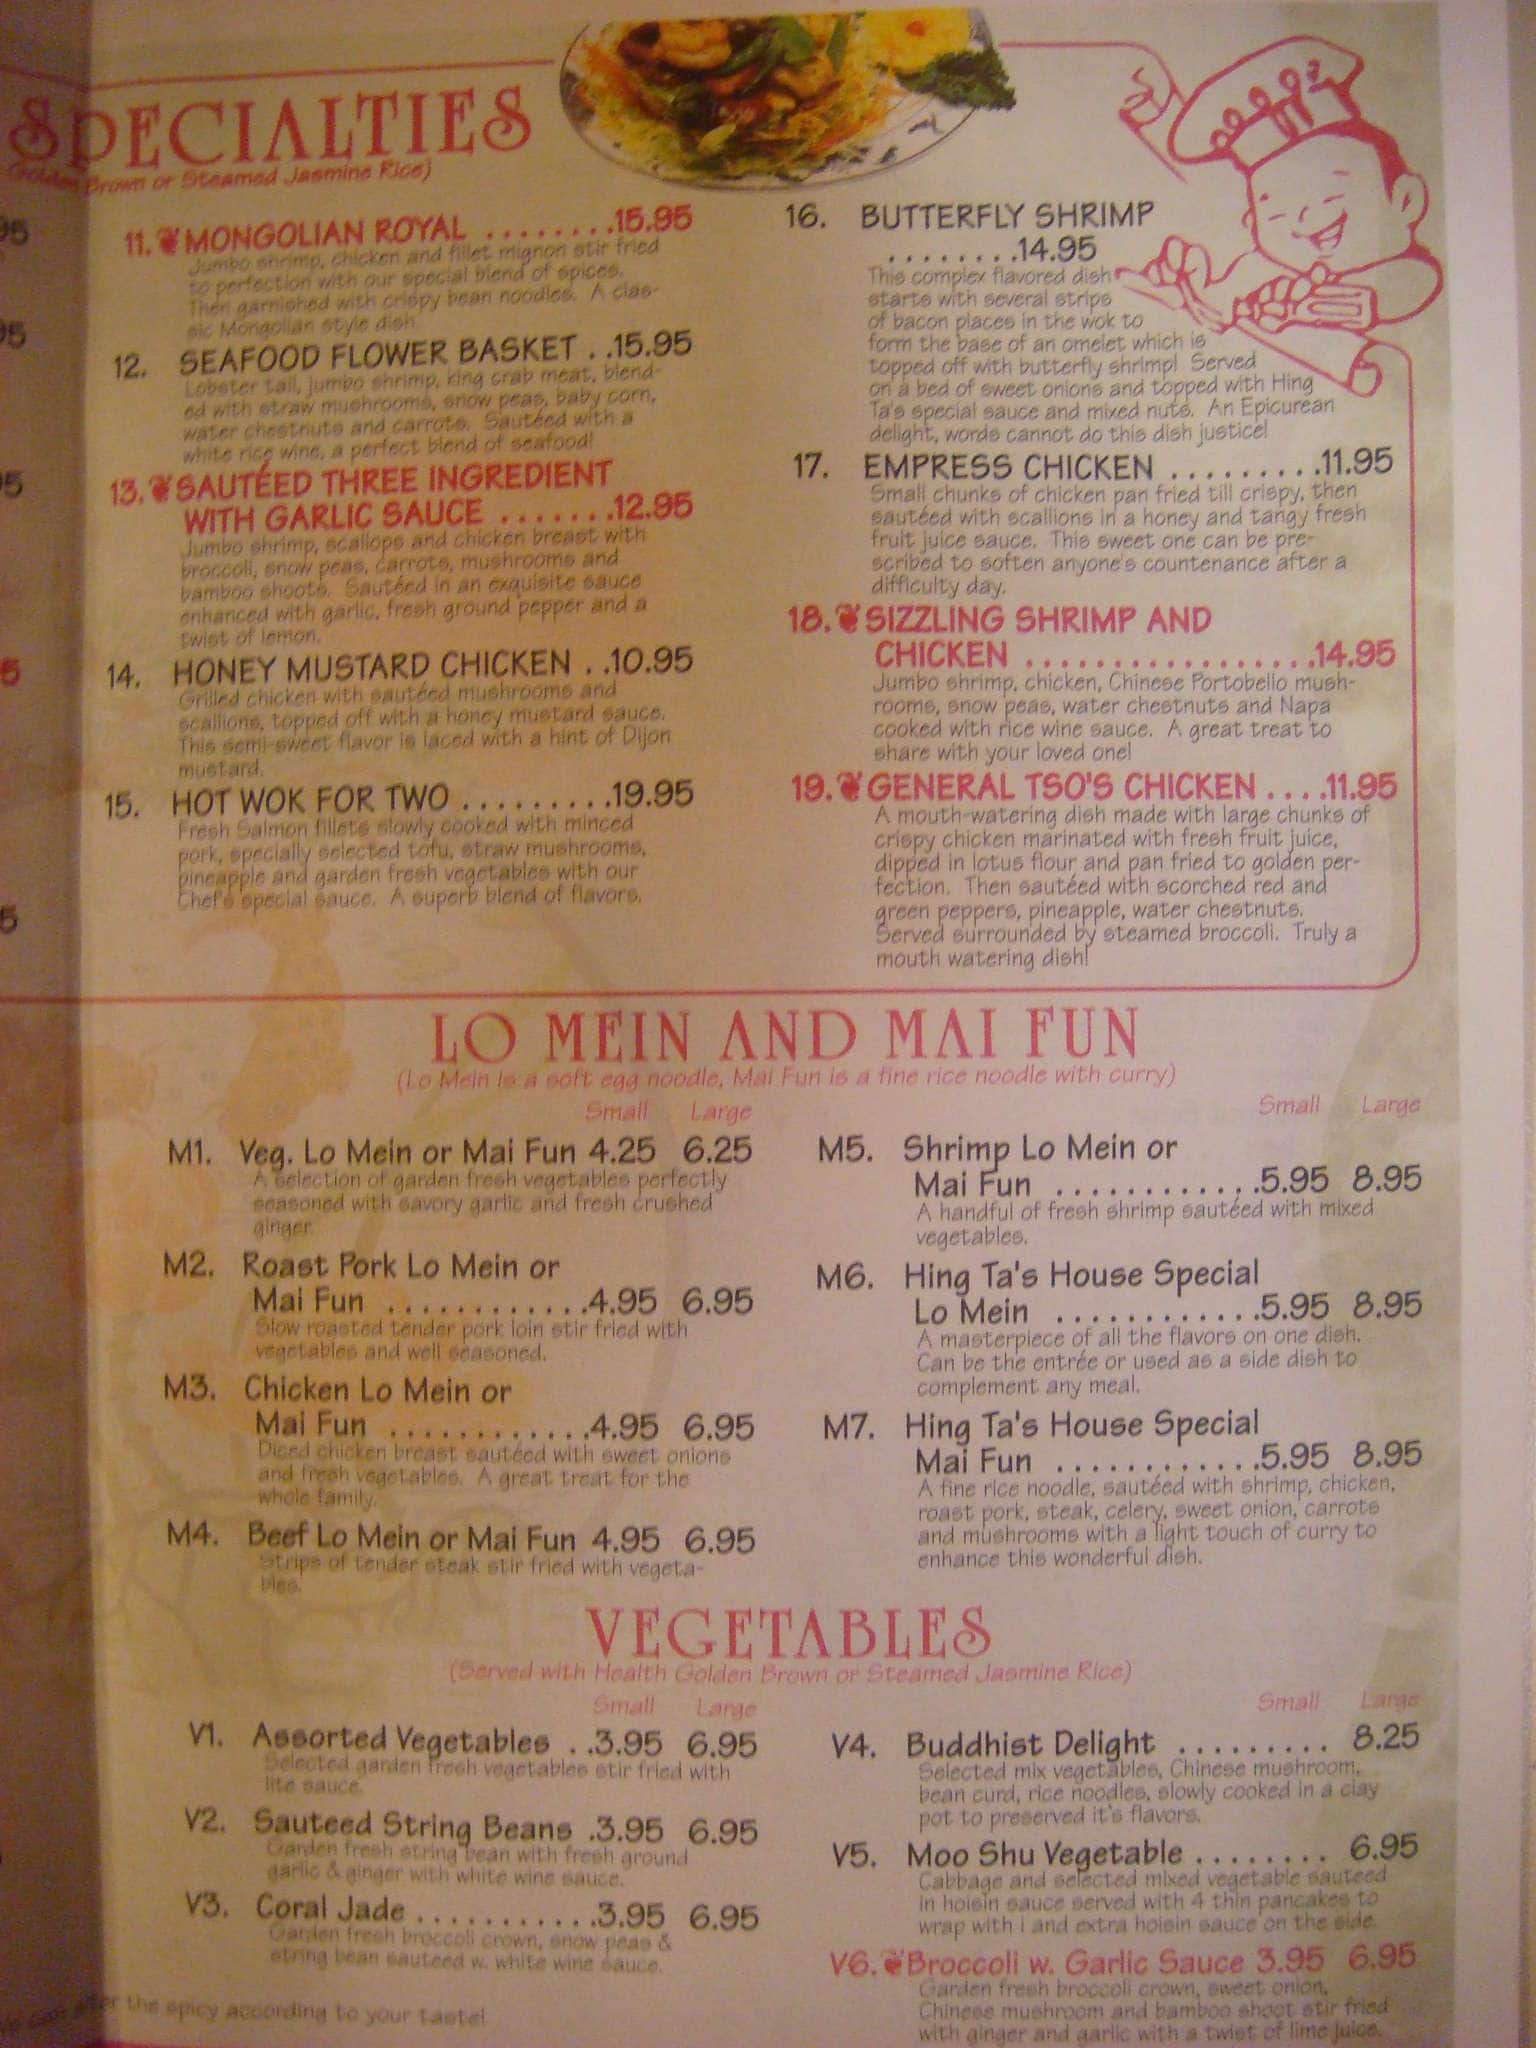 SPECIALTIES
Golden Brown or Steamed Jasmine Rice)
11. MONGOLIAN ROYAL ........15.95
Jumbo shrimp, chicken and fillet mignon stir fried
to perfection with our special blend of spices.
Then garnished with crispy bean noodles. A clas-
sic Mongolian style dish.
12. SEAFOOD FLOWER BASKET ..15.95
Lobster tail, jumbo shrimp, king crab meat, blend-
ed with straw mushrooms, snow peas, baby corn,
water chestnuts and carrots. Sautéed with a
white rice wine, a perfect blend of seafood!
13. SAUTÉED THREE INGREDIENT
WITH GARLIC SAUCE .......12.95
Jumbo shrimp, scallops and chicken breast with
broccoli, snow peas, carrots, mushrooms and
bamboo shoots. Sautéed in an exquisite sauce
enhanced with garlic, fresh ground pepper and a
twist of lemon.
14. HONEY MUSTARD CHICKEN ..10.95
Grilled chicken with sautéed mushrooms and
scallions, topped off with a honey mustard sauce.
This semi-sweet flavor is laced with a hint of Dijon
mustard.
15. HOT WOK FOR TWO .........19.95
Fresh Salmon fillets slowly cooked with minced
pork, specially selected tofu, straw mushrooms,
pineapple and garden fresh vegetables with our
Chef's special sauce. A superb blend of flavors.
16. BUTTERFLY SHRIMP
........14.95
This complex flavored dish
starts with several strips
of bacon places in the wok to
form the base of an omelet which is
topped off with butterfly shrimp! Served
on a bed of sweet onions and topped with Hing
Ta's special sauce and mixed nuts. An Epicurean
delight, words cannot do this dish justice!
17. EMPRESS CHICKEN .........11.95
Small chunks of chicken pan fried till crispy, then
sautéed with scallions in a honey and tangy fresh
fruit juice sauce. This sweet one can be pre-
scribed to soften anyone's countenance after a
difficulty day.
18. SIZZLING SHRIMP AND
CHICKEN .................14.95
Jumbo shrimp, chicken, Chinese Portobello mush-
rooms, snow peas, water chestnuts and Napa
cooked with rice wine sauce. A great treat to
share with your loved one!
19. GENERAL TSO'S CHICKEN ....11.95
A mouth-watering dish made with large chunks of
crispy chicken marinated with fresh fruit juice,
dipped in lotus flour and pan fried to golden per-
fection. Then sautéed with scorched red and
green peppers, pineapple, water chestnuts.
Served surrounded by steamed broccoli. Truly a
mouth watering dish!
LO MEIN AND MAI FUN
(Lo Mein is a soft egg noodle, Mai Fun is a fine rice noodle with curry)
Small Large
M1. Veg. Lo Mein or Mai Fun 4.25 6.25
A selection of garden fresh vegetables perfectly
seasoned with savory garlic and fresh crushed
ginger.
M2. Roast Pork Lo Mein or
Mai Fun ............4.95 6.95
Slow roasted tender pork loin stir fried with
vegetables and well seasoned.
M3. Chicken Lo Mein or
Mai Fun ............4.95 6.95
Diced chicken breast sautéed with sweet onions
and fresh vegetables. A great treat for the
whole family.
M4. Beef Lo Mein or Mai Fun 4.95 6.95
Strips of tender steak stir fried with vegeta-
bles.
Small Large
M5. Shrimp Lo Mein or
Mai Fun ............5.95 8.95
A handful of fresh shrimp sautéed with mixed
vegetables.
M6. Hing Ta's House Special
Lo Mein ............5.95 8.95
A masterpiece of all the flavors on one dish.
Can be the entrée or used as a side dish to
complement any meal.
M7. Hing Ta's House Special
Mai Fun ............5.95 8.95
A fine rice noodle, sautéed with shrimp, chicken,
roast pork, steak, celery, sweet onion, carrots
and mushrooms with a light touch of curry to
enhance this wonderful dish.
VEGETABLES
(Served with Health Golden Brown or Steamed Jasmine Rice)
Small Large
V1. Assorted Vegetables ..3.95 6.95
Selected garden fresh vegetables stir fried with
lite sauce.
V2. Sauteed String Beans .3.95 6.95
Garden fresh string bean with fresh ground
garlic & ginger with white wine sauce.
V3. Coral Jade ...........3.95 6.95
Garden fresh broccoli crown, snow peas &
string bean sauteed w. white wine sauce.
Small Large
V4. Buddhist Delight ......... 8.25
Selected mix vegetables, Chinese mushroom,
bean curd, rice noodles, slowly cooked in a clay
pot to preserved it's flavors.
V5. Moo Shu Vegetable ........ 6.95
Cabbage and selected mixed vegetable sauteed
in hoisin sauce served with 4 thin pancakes to
wrap with i and extra hoisin sauce on the side.
V6. Broccoli w. Garlic Sauce 3.95 6.95
Garden fresh broccoli crown, sweet onion,
Chinese mushroom and bamboo shoot stir fried
with ginger and garlic with a twist of lime juice.
the spicy according to your taste!